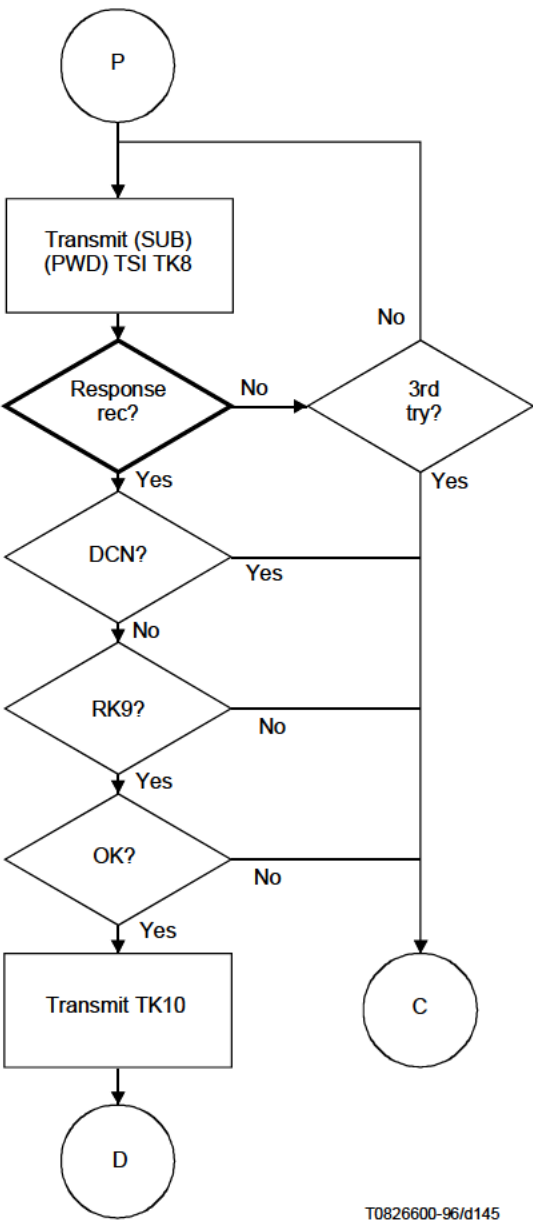 P
Transmit (SUB)
(PWD) TSI TK8
No
Response
rec?
No
3rd
try?
Yes
Yes
DCN?
Yes
No
RK9?
No
Yes
OK?
No
Yes
Transmit TK10
C
D
T0826600-96/d145